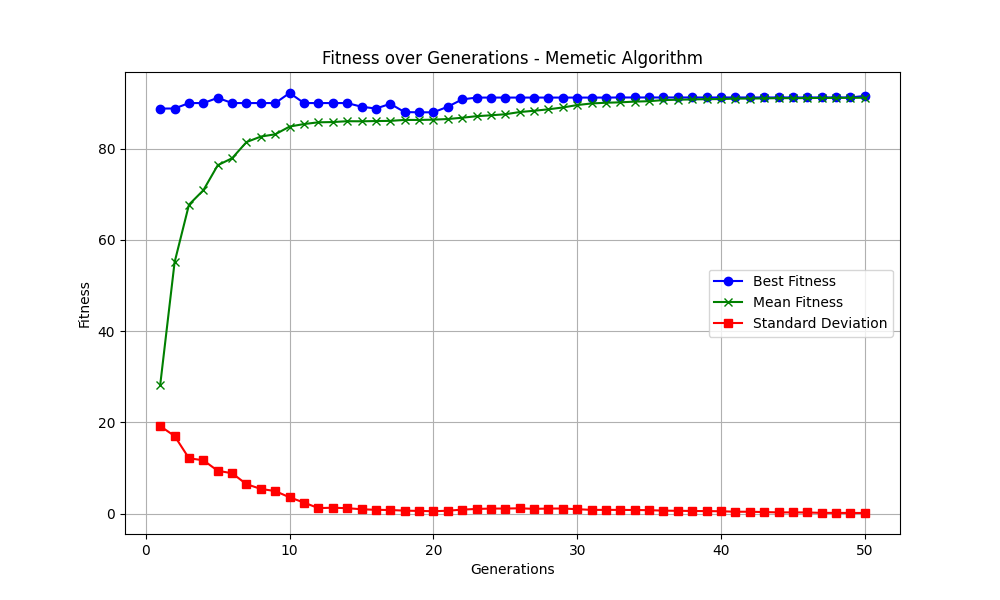 Fitness over Generations - Memetic Algorithm
Fitness
80
60
40
20
0
Best Fitness
Mean Fitness
Standard Deviation
0 10 20 30 40 50
Generations